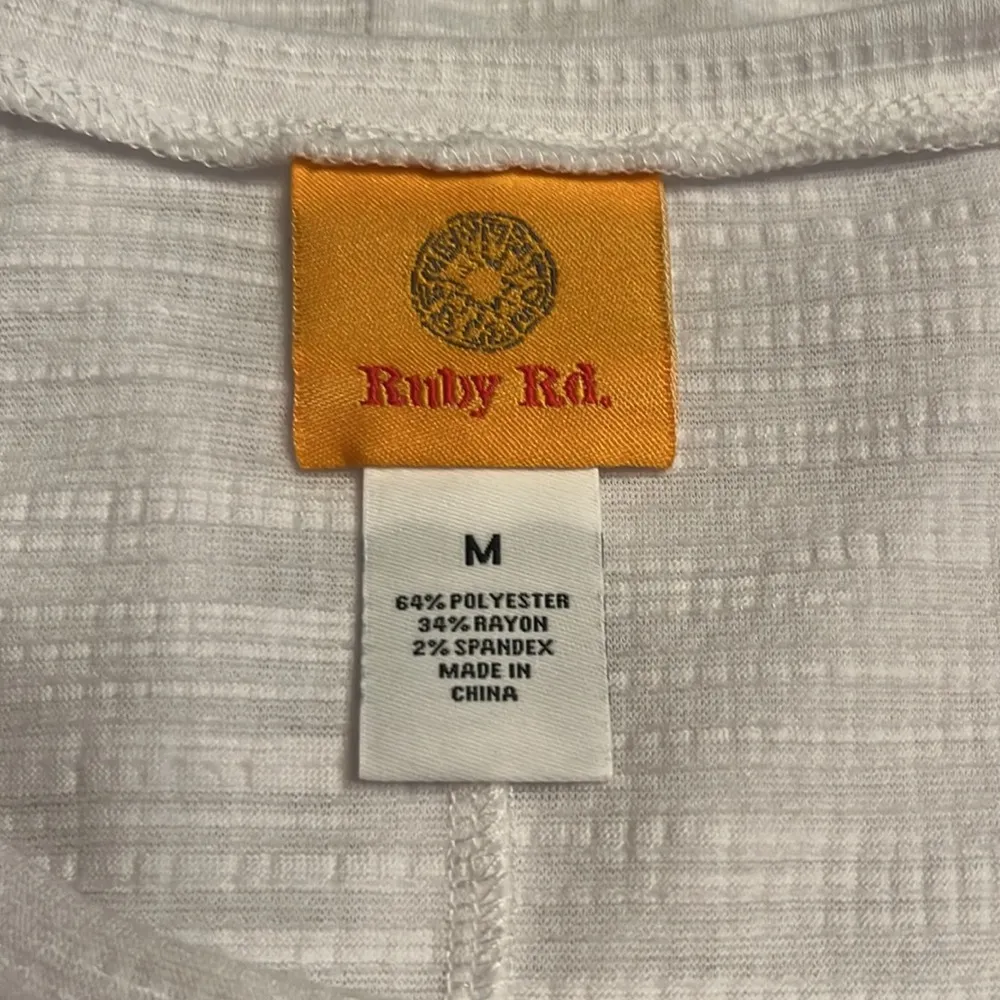 Ruby Rd.
M
64% POLYESTER
34% RAYON
2% SPANDEX
MADE IN
CHINA